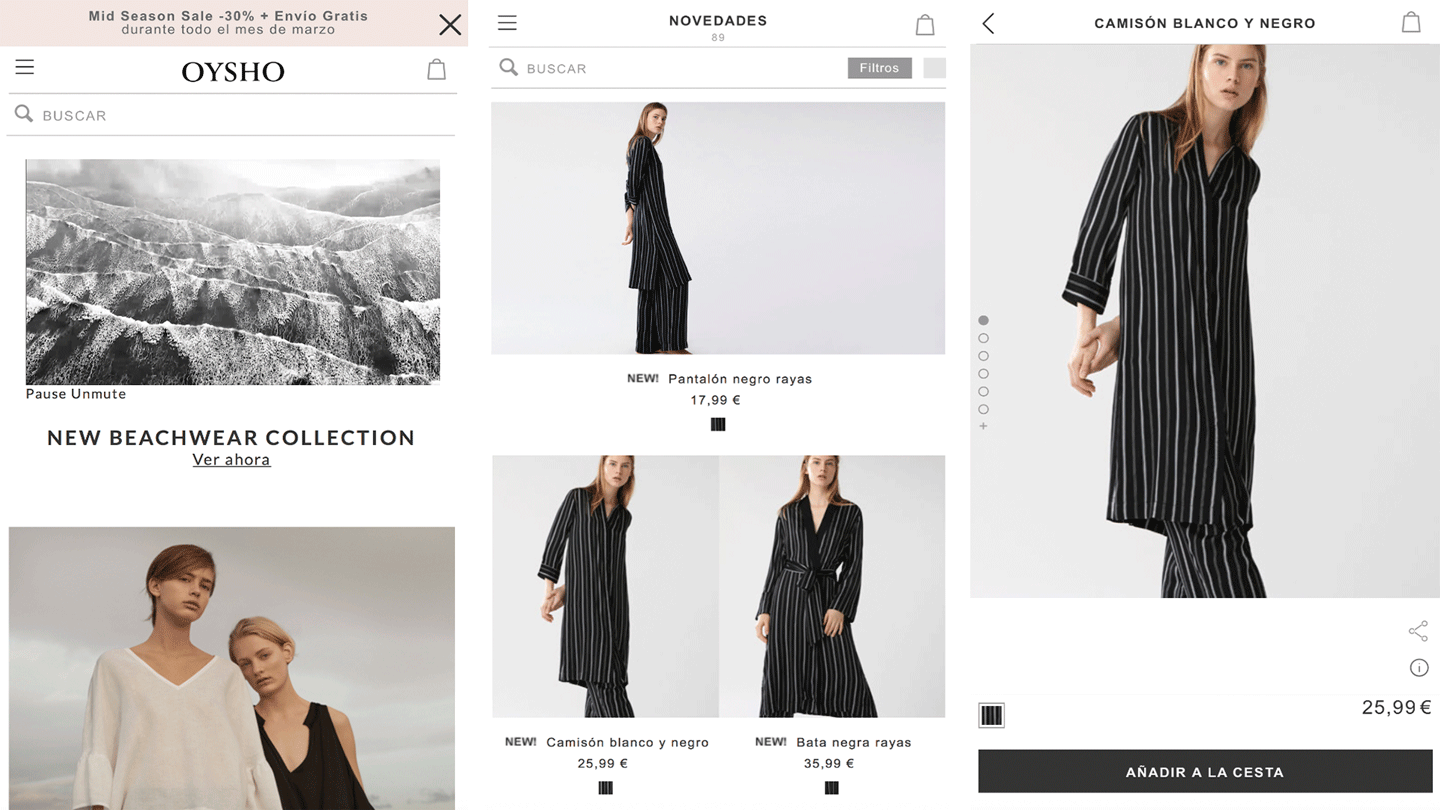 Mid Season Sale -30% + Envío Gratis
durante todo el mes de marzo
OYSHO
BUSCAR
Pause Unmute
NEW BEACHWEAR COLLECTION
Ver ahora
NOVEDADES
89
BUSCAR
Filtros
NEW! Pantalón negro rayas
17,99 €
NEW! Camisón blanco y negro
25,99 €
NEW! Bata negra rayas
35,99 €
CAMISÓN BLANCO Y NEGRO
25,99 €
AÑADIR A LA CESTA